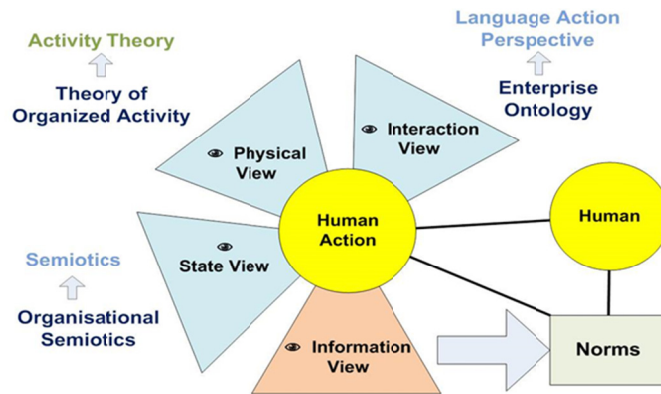 Activity Theory
Theory of
Organized Activity
Language Action
Perspective
Enterprise
Ontology
Physical
View
Interaction
View
Human
Action
Human
State View
Semiotics
Organisational
Semiotics
Information
View
Norms